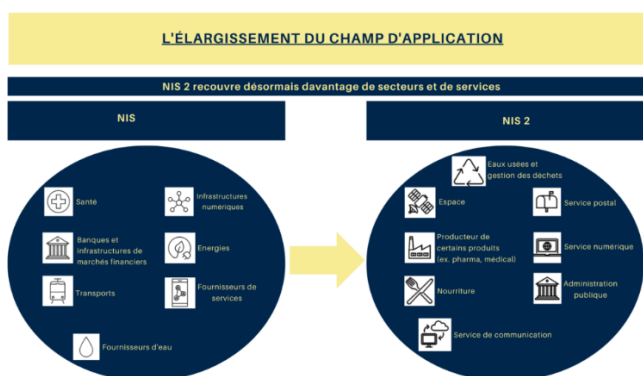 L'ÉLARGISSEMENT DU CHAMP D'APPLICATION
NIS 2 recouvre désormais davantage de secteurs et de services
NIS
Santé
Infrastructures
numériques
Banques et
infrastructures de
marchés financiers
Energies
Transports
Fournisseurs de
services
Fournisseurs d'eau
NIS 2
Eaux usées et
gestion des déchets
Espace
Service postal
Producteur de
certains produits
(ex. pharma, médical)
Service numérique
Nourriture
Administration
publique
Service de communication